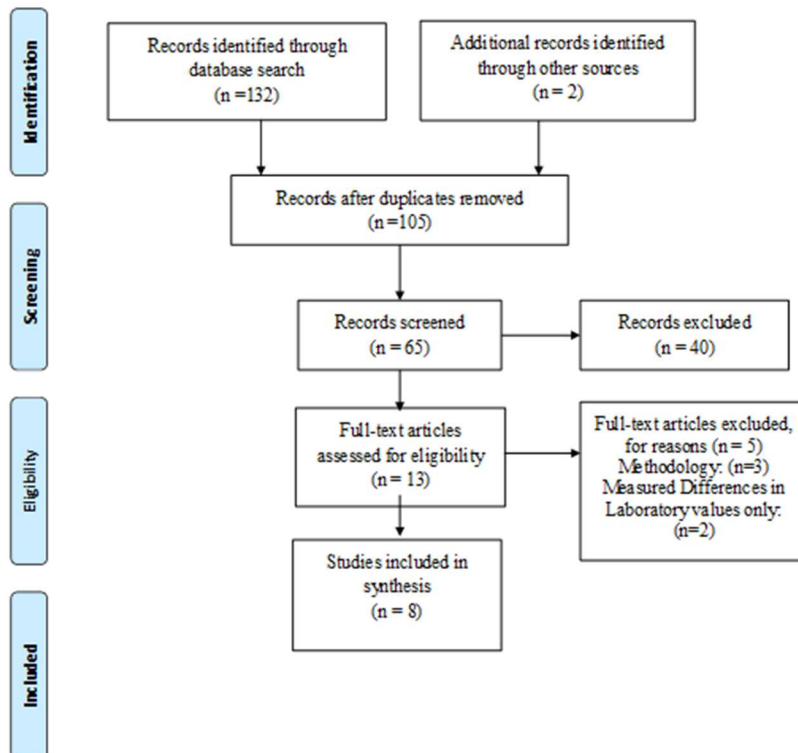 Identification
Records identified through
database search
(n =132)
Additional records identified
through other sources
(n = 2)
Records after duplicates removed
(n =105)
Screening
Records screened
(n = 65)
Records excluded
(n = 40)
Eligibility
Full-text articles
assessed for eligibility
(n = 13)
Full-text articles excluded,
for reasons (n = 5)
Methodology: (n=3)
Measured Differences in
Laboratory values only:
(n=2)
Studies included in
synthesis
(n = 8)
Included